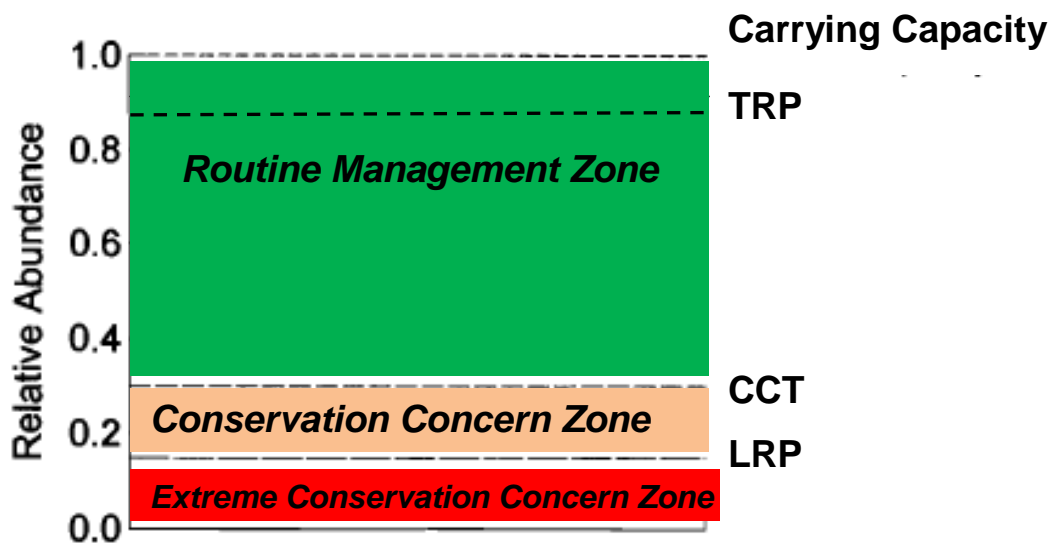 Carrying Capacity
1.0
TRP
0.8
Routine Management Zone
0.6
Relative Abundance
0.4
CCT
Conservation Concern Zone
0.2
LRP
Extreme Conservation Concern Zone
0.0